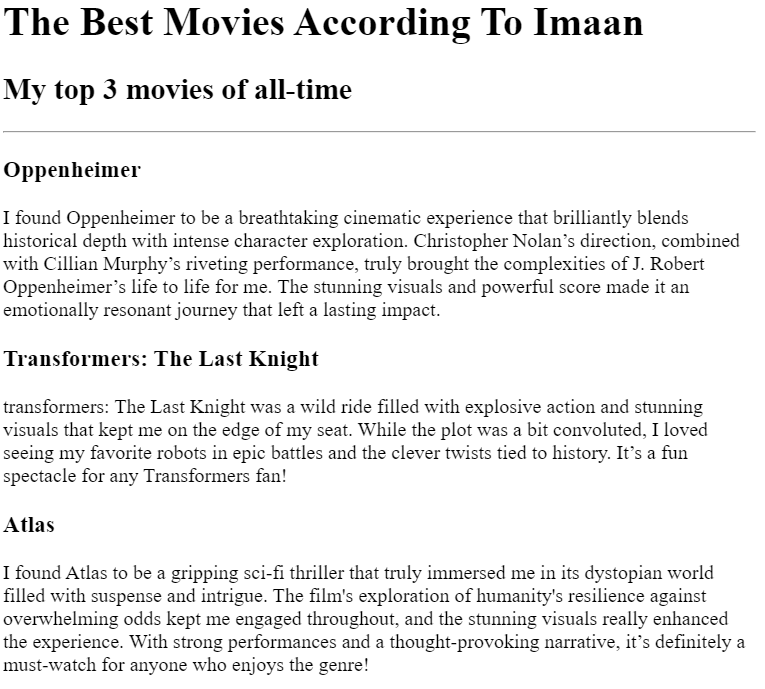 The Best Movies According To Imaan
My top 3 movies of all-time
Oppenheimer
I found Oppenheimer to be a breathtaking cinematic experience that brilliantly blends
historical depth with intense character exploration. Christopher Nolan’s direction, combined
with Cillian Murphy’s riveting performance, truly brought the complexities of J. Robert
Oppenheimer’s life to life for me. The stunning visuals and powerful score made it an
emotionally resonant journey that left a lasting impact.
Transformers: The Last Knight
transformers: The Last Knight was a wild ride filled with explosive action and stunning
visuals that kept me on the edge of my seat. While the plot was a bit convoluted, I loved
seeing my favorite robots in epic battles and the clever twists tied to history. It’s a fun
spectacle for any Transformers fan!
Atlas
I found Atlas to be a gripping sci-fi thriller that truly immersed me in its dystopian world
filled with suspense and intrigue. The film's exploration of humanity's resilience against
overwhelming odds kept me engaged throughout, and the stunning visuals really enhanced
the experience. With strong performances and a thought-provoking narrative, it’s definitely a
must-watch for anyone who enjoys the genre!